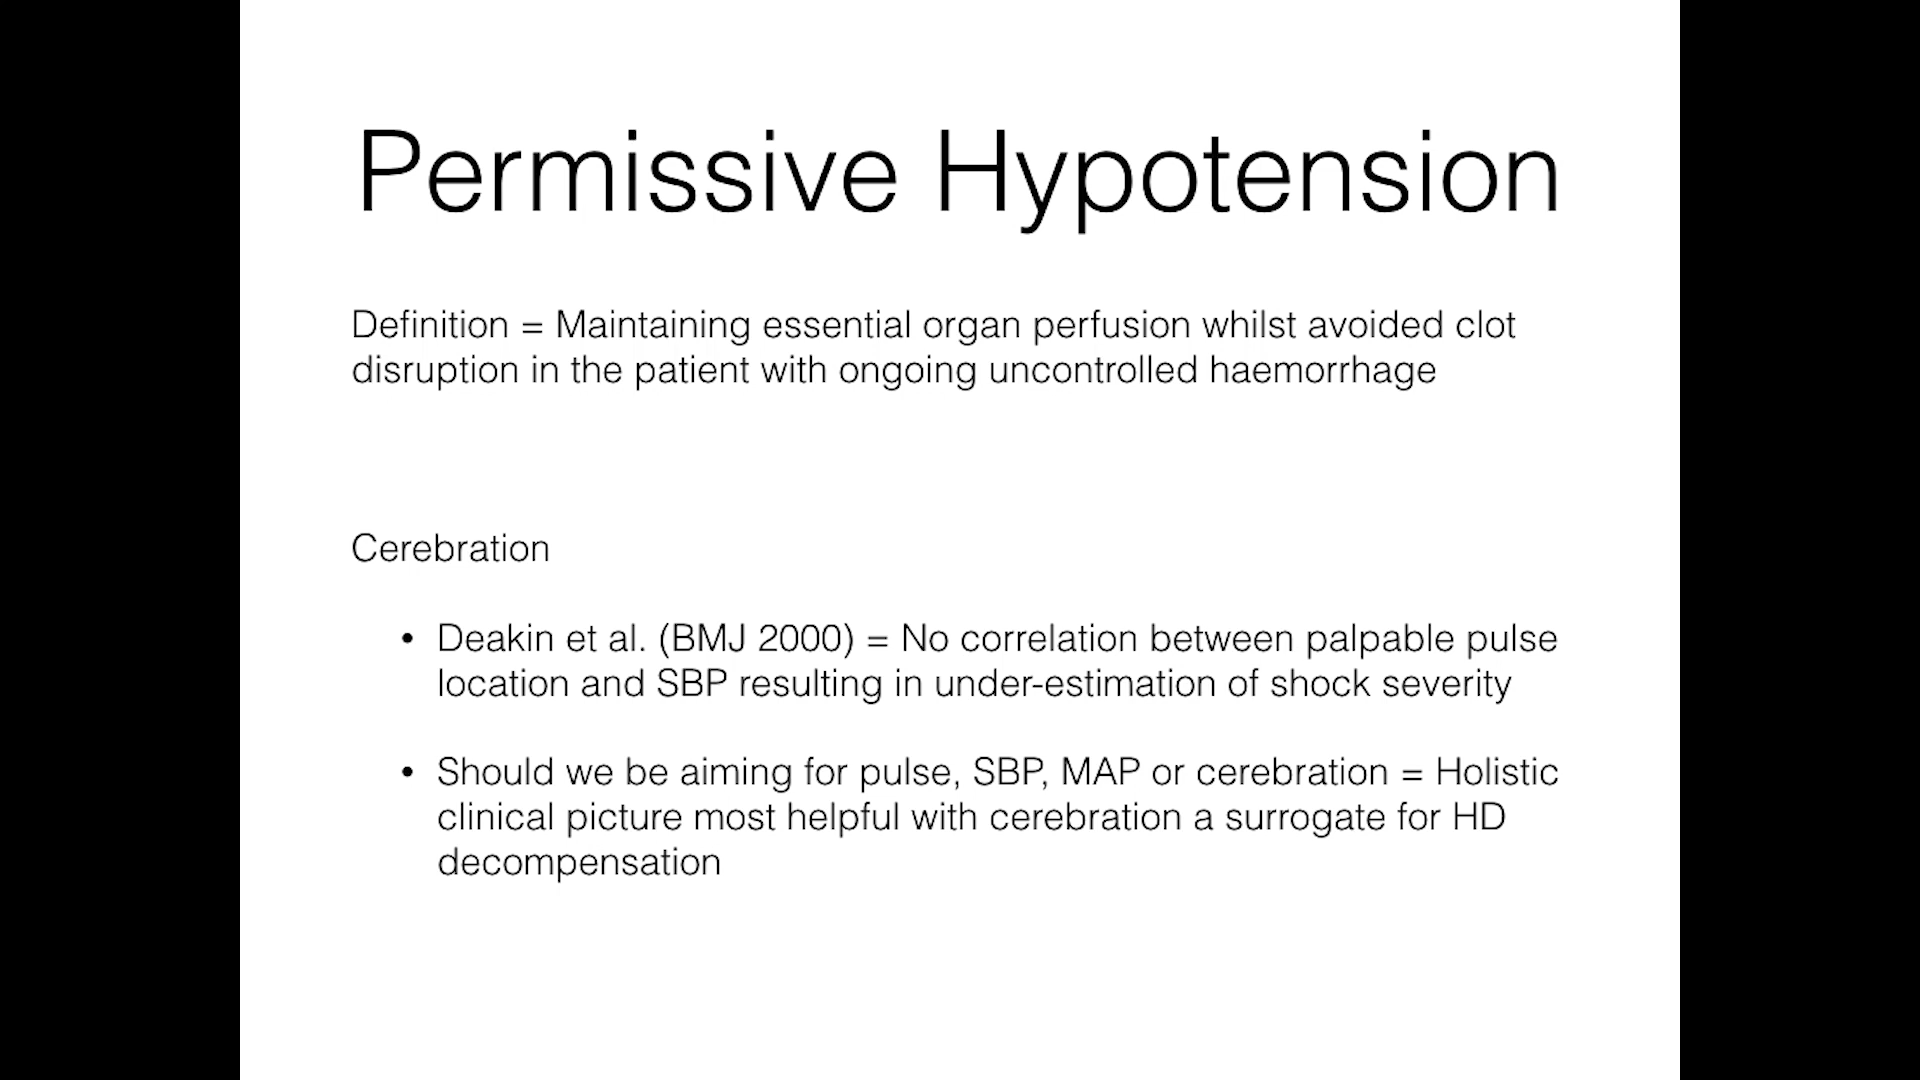 Permissive Hypotension
Definition = Maintaining essential organ perfusion whilst avoided clot
disruption in the patient with ongoing uncontrolled haemorrhage
Cerebration
• Deakin et al. (BMJ 2000) = No correlation between palpable pulse
location and SBP resulting in under-estimation of shock severity
• Should we be aiming for pulse, SBP, MAP or cerebration = Holistic
clinical picture most helpful with cerebration a surrogate for HD
decompensation